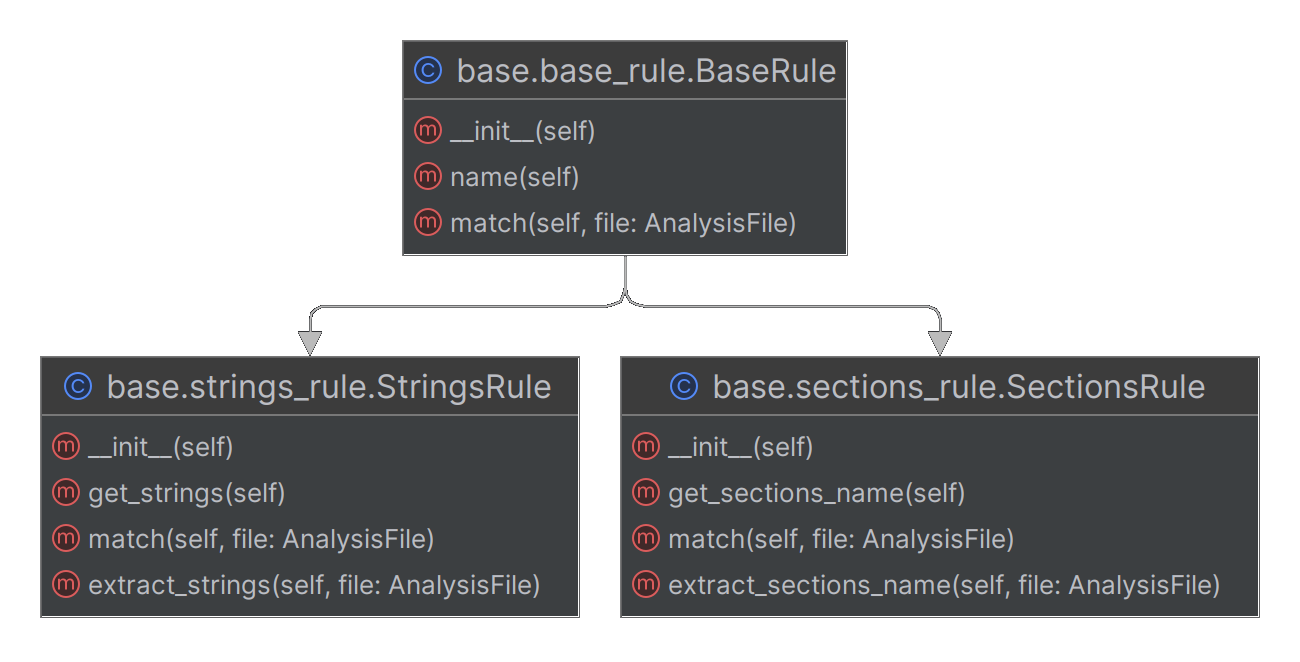 C base.base_rule.BaseRule
m __init__(self)
m name(self)
m match(self, file: AnalysisFile)
C base.strings_rule.StringsRule
m __init__(self)
m get_strings(self)
m match(self, file: AnalysisFile)
m extract_strings(self, file: AnalysisFile)
C base.sections_rule.SectionsRule
m __init__(self)
m get_sections_name(self)
m match(self, file: AnalysisFile)
m extract_sections_name(self, file: AnalysisFile)